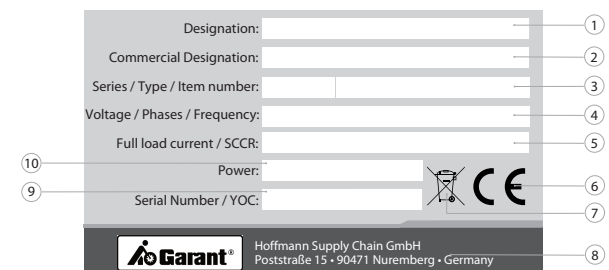 Designation: 1
Commercial Designation: 2
Series / Type / Item number: 3
Voltage / Phases / Frequency: 4
Full load current / SCCR: 5
10 Power:
9 Serial Number / YOC:
CE 6
7
Garant®
Hoffmann Supply Chain GmbH 8
Poststraße 15 • 90471 Nuremberg • Germany